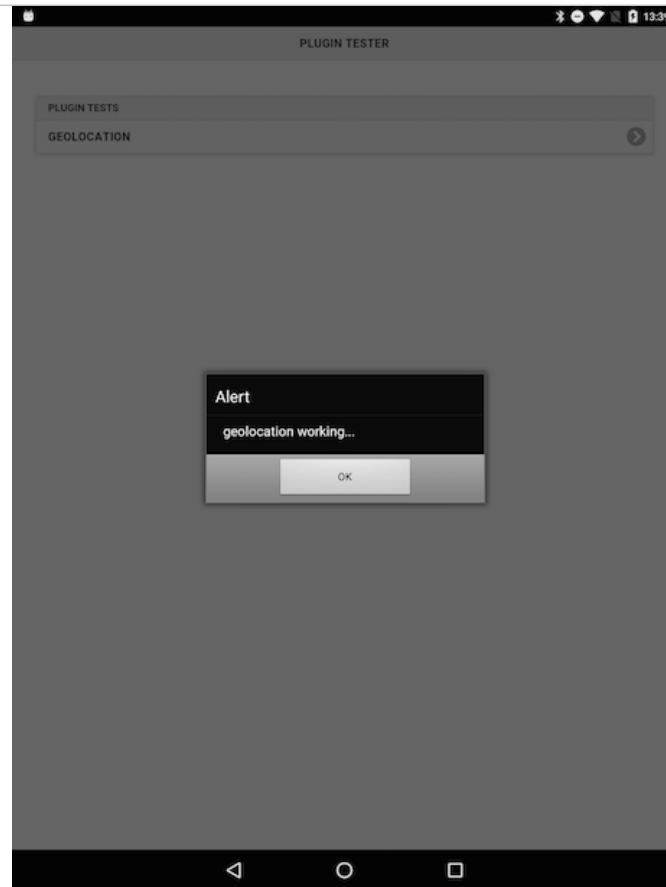 13:39
PLUGIN TESTER
PLUGIN TESTS
GEOLOCATION
Alert
geolocation working...
OK